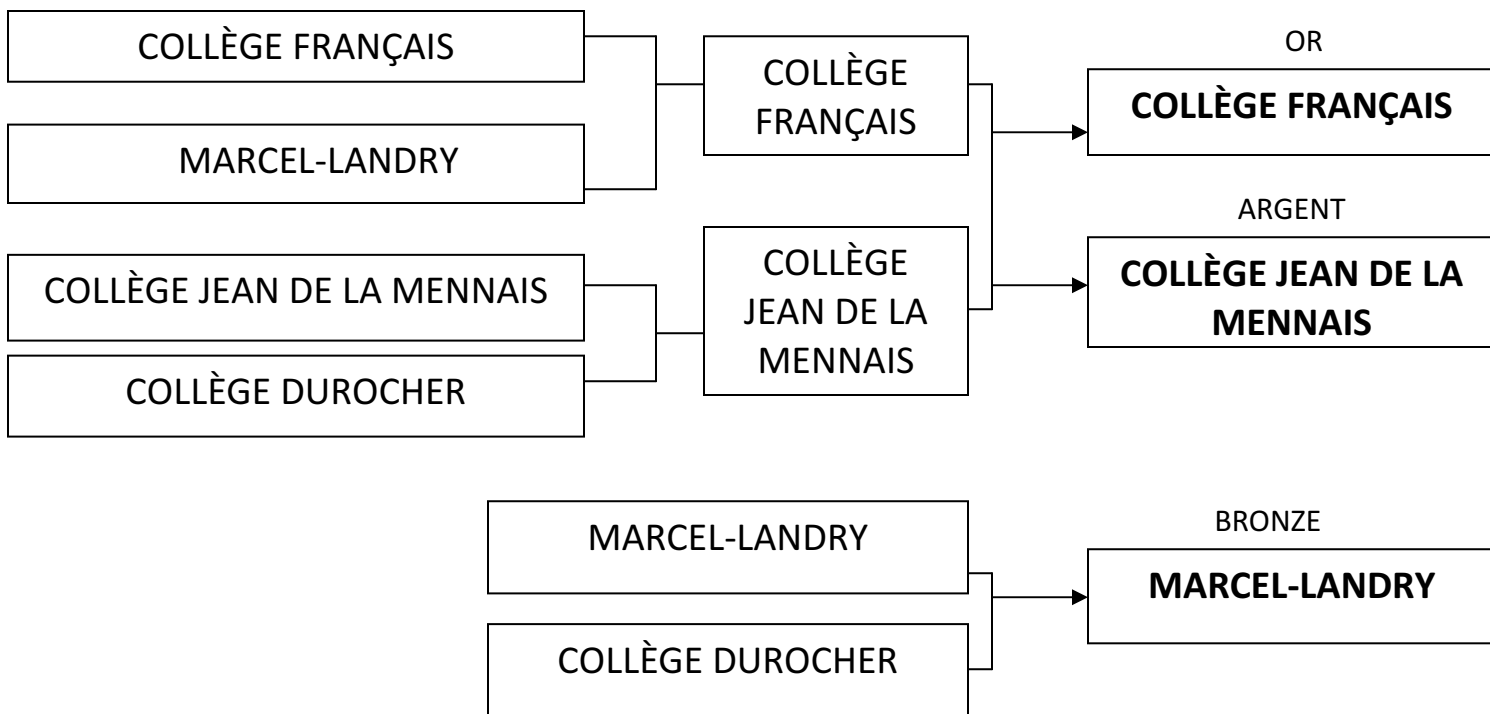 COLLÈGE FRANÇAIS
MARCEL-LANDRY
COLLÈGE JEAN DE LA MENNAIS
COLLÈGE DUROCHER
COLLÈGE
FRANÇAIS
COLLÈGE
JEAN DE LA
MENNAIS
OR
COLLÈGE FRANÇAIS
ARGENT
COLLÈGE JEAN DE LA
MENNAIS
MARCEL-LANDRY
COLLÈGE DUROCHER
BRONZE
MARCEL-LANDRY